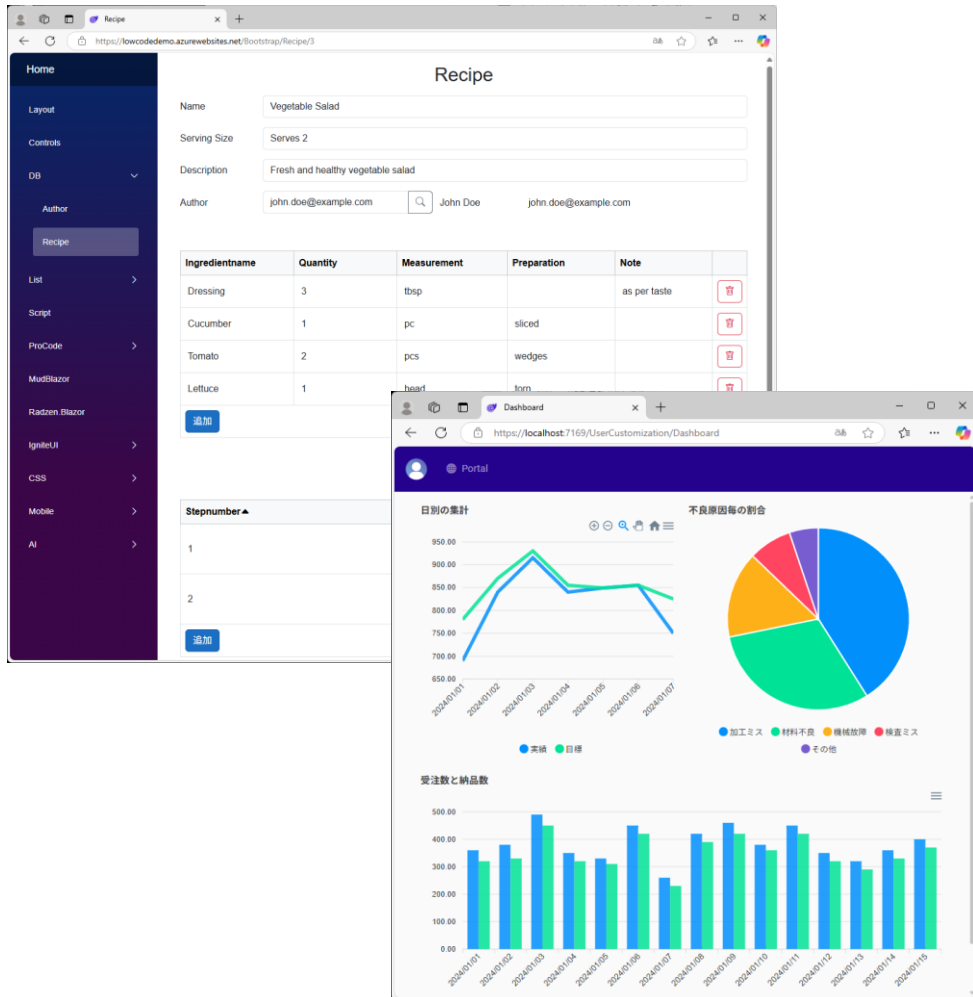 Recipe
https://lowcodedemo.azurewebsites.net/Bootstrap/Recipe/3
Home
Layout
Controls
DB
Author
Recipe
List
Script
ProCode
MudBlazor
Radzen.Blazor
IgniteUI
CSS
Mobile
AI
Recipe
Name Vegetable Salad
Serving Size Serves 2
Description Fresh and healthy vegetable salad
Author john.doe@example.com John Doe john.doe@example.com
Ingredientname Quantity Measurement Preparation Note
Dressing 3 tbsp as per taste
Cucumber 1 pc sliced
Tomato 2 pcs wedges
Lettuce 1 head torn
追加
Stepnumber
1
2
追加
Dashboard
https://localhost:7169/UserCustomization/Dashboard
Portal
日別の集計
950.00
900.00
850.00
800.00
750.00
700.00
650.00
2024/01/01 2024/01/02 2024/01/03 2024/01/04 2024/01/05 2024/01/06 2024/01/07
実績 目標
不良原因毎の割合
加工ミス 材料不良 機械故障 検査ミス
その他
受注数と納品数
500.00
400.00
300.00
200.00
100.00
0.00
2024/01/01 2024/01/02 2024/01/03 2024/01/04 2024/01/05 2024/01/06 2024/01/07 2024/01/08 2024/01/09 2024/01/10 2024/01/11 2024/01/12 2024/01/13 2024/01/14 2024/01/15